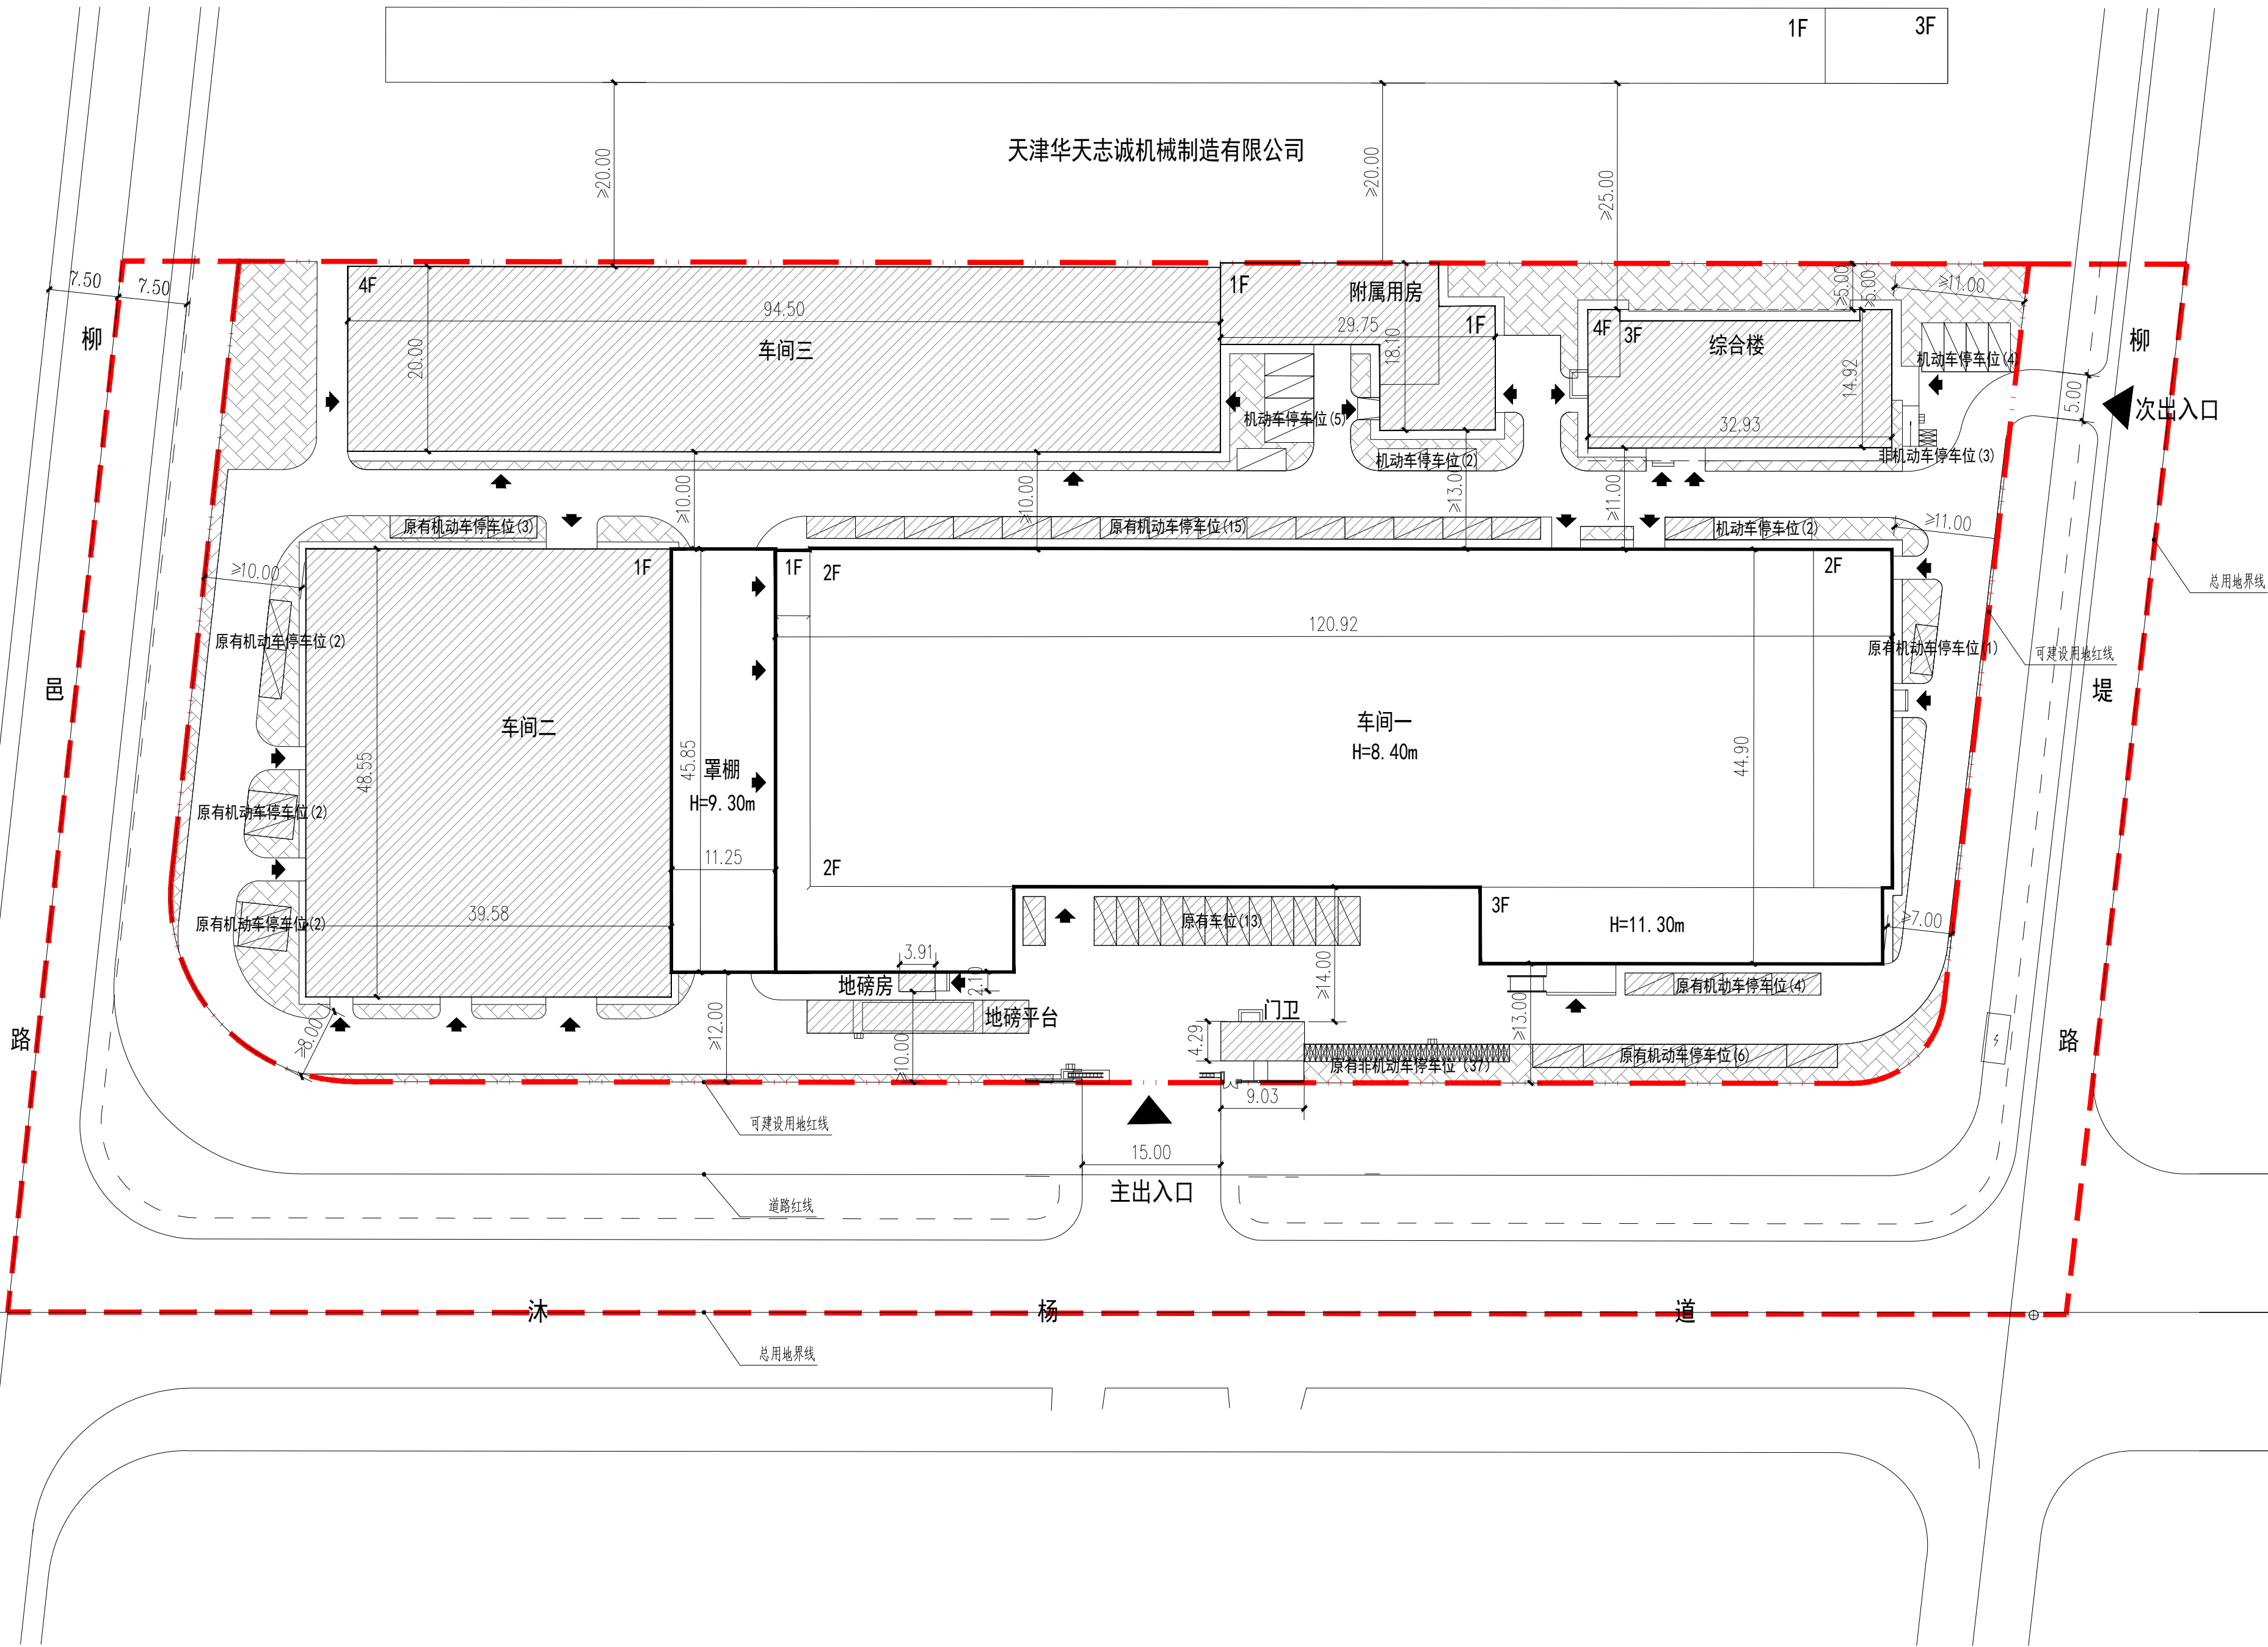 1F
3F
天津华天志诚机械制造有限公司
≥20.00
≥20.00
≥25.00
7.50
7.50
柳
4F
94.50
20.00
车间三
1F
附属用房
29.75
1F
18.10
4F
3F
综合楼
14.92
32.93
≥5.00
≥5.00
≥11.00
机动车停车位(4)
柳
5.00
次出入口
机动车停车位(5)
机动车停车位(2)
非机动车停车位(3)
≥10.00
≥10.00
≥13.00
≥11.00
原有机动车停车位(3)
原有机动车停车位(15)
机动车停车位(2)
≥11.00
≥10.00
1F
1F
2F
2F
总用地界线
120.92
原有机动车停车位(2)
原有机动车停车位(1)
可建设用地红线
邑
堤
车间二
48.55
45.85
罩棚
H=9.30m
车间一
H=8.40m
44.90
原有机动车停车位(2)
11.25
2F
39.58
原有机动车停车位(2)
原有车位(13)
3F
H=11.30m
≥7.00
3.91
地磅房
2.10
≥14.00
原有机动车停车位(4)
地磅平台
门卫
≥13.00
路
≥8.00
≥12.00
≥10.00
4.29
原有非机动车停车位 (37)
原有机动车停车位(6)
路
9.03
可建设用地红线
15.00
主出入口
道路红线
沐 杨 道
总用地界线